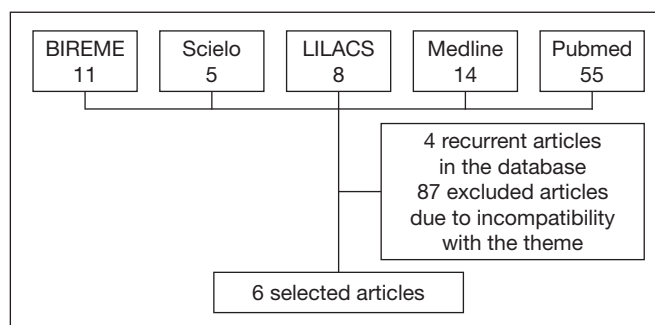 BIREME
11
Scielo
5
LILACS
8
Medline
14
Pubmed
55
4 recurrent articles
in the database
87 excluded articles
due to incompatibility
with the theme
6 selected articles